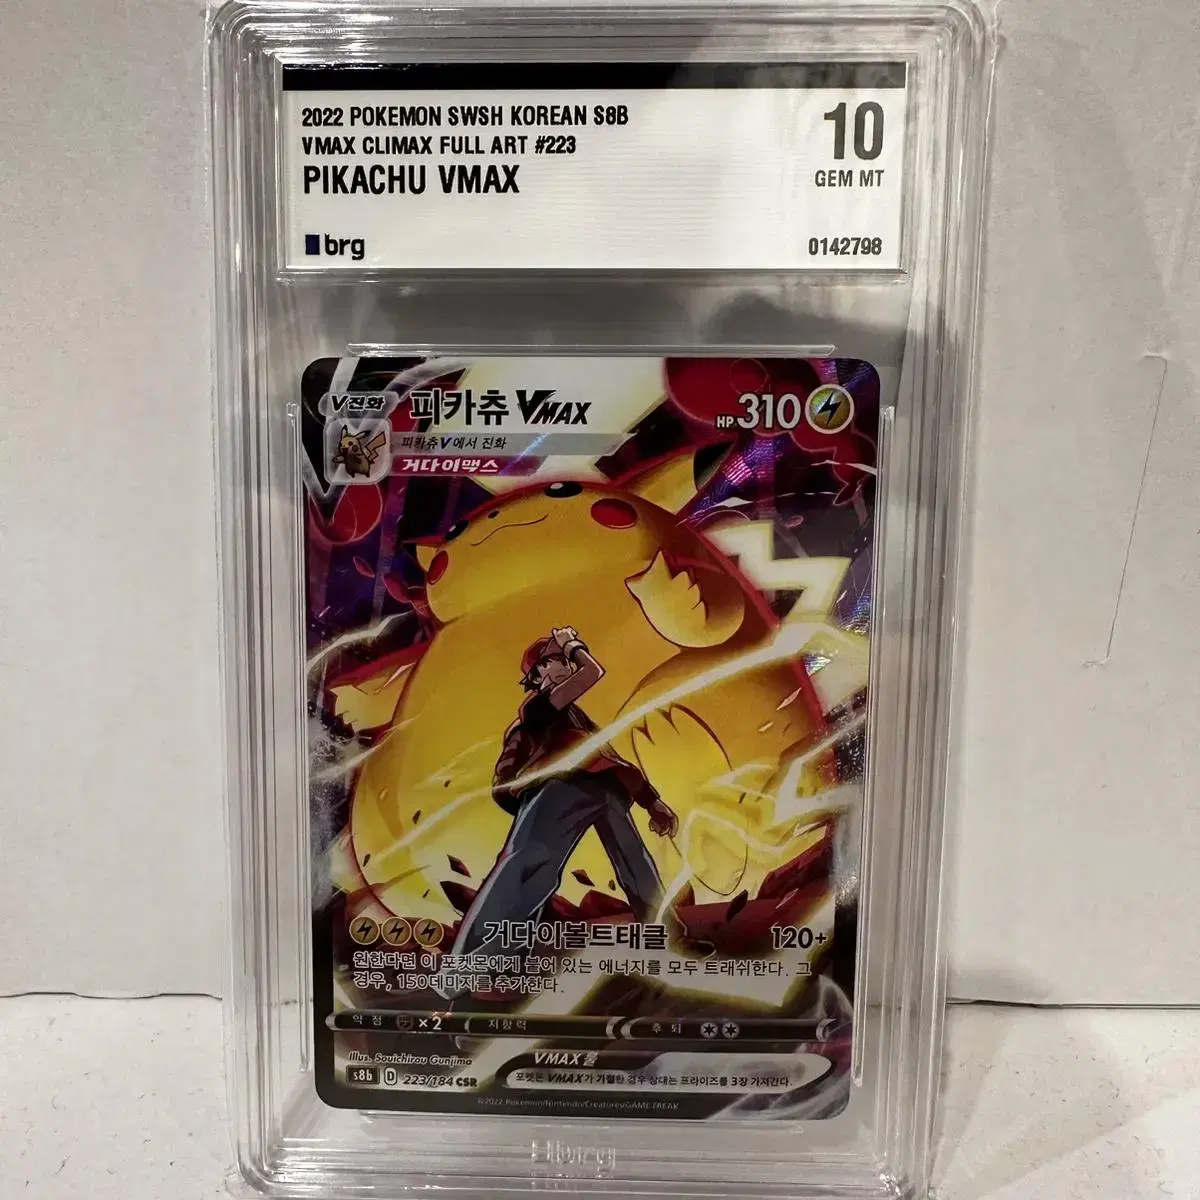 2022 POKEMON SWSH KOREAN S8B
10
VMAX CLIMAX FULL ART #223
GEM MT
PIKACHU VMAX
brg
0142798
V진화
피카츄 VMAX
HP 310
피카츄V에서 진화
거다이맥스
거다이볼트태클
120+
원한다면 이 포켓몬에게 붙어 있는 에너지를 모두 트래쉬한다. 그
경우, 150데미지를 추가한다.
약점 ×2
저항력
후퇴
Illus. Souichirou Gunjima
VMAX룰
s8b D 223/184 CSR
포켓몬 VMAX가 기절한 경우 상대는 프라이즈를 3장 가져간다.
©2022 Pokémon/Nintendo/Creatures/GAME FREAK